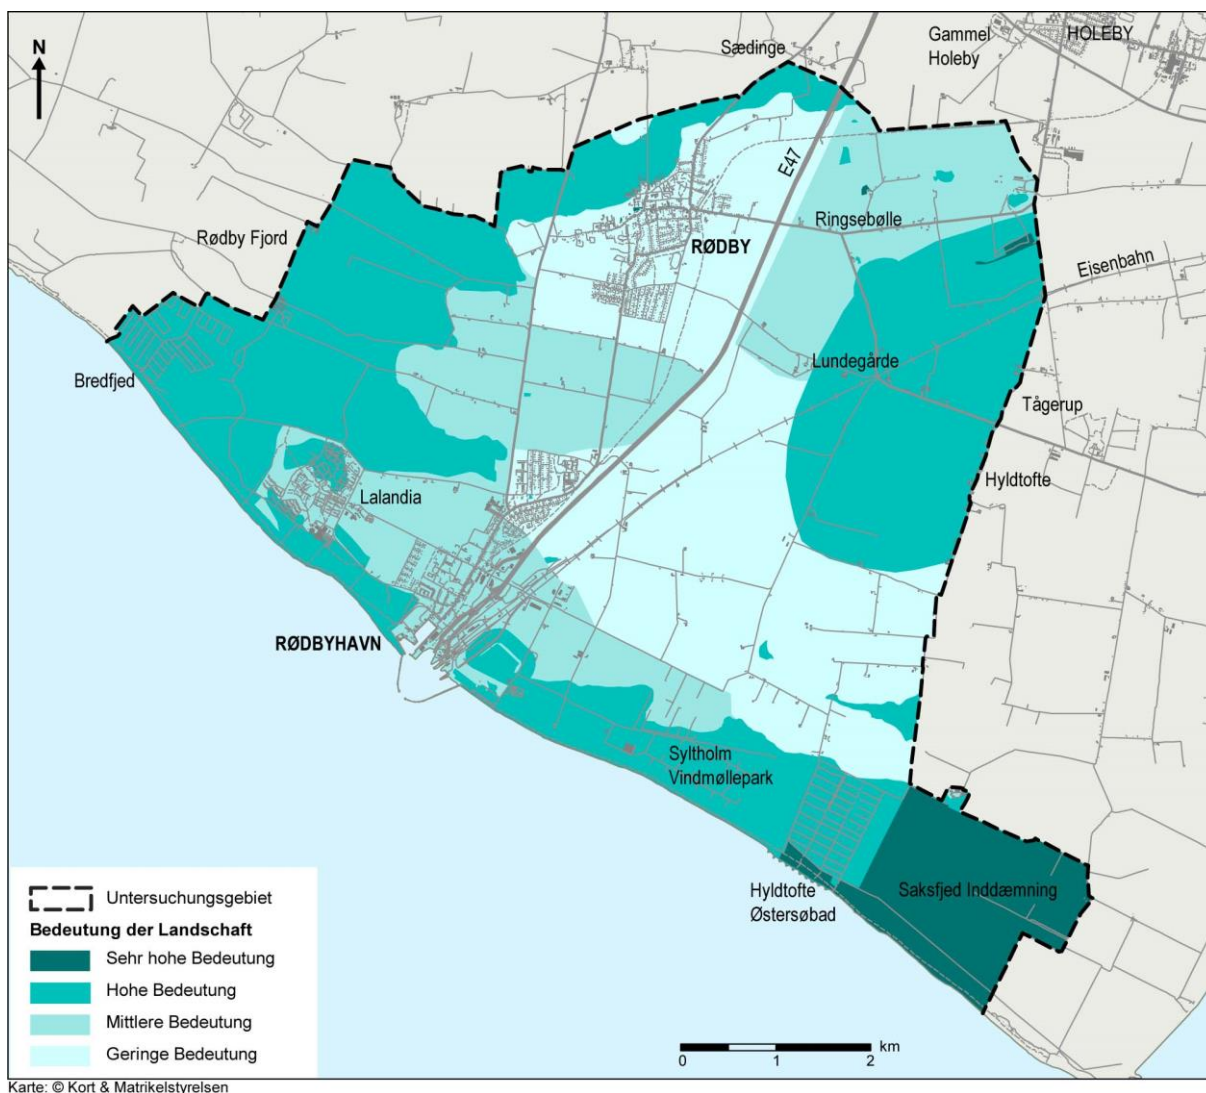 N
Sædinge
Gammel
Holeby
HOLEBY
E47
Rødby Fjord
RØDBY
Ringsebølle
Eisenbahn
Bredfjed
Lundegårde
Tågerup
Hyldtofte
Lalandia
RØDBYHAVN
Syltholm
Vindmøllepark
Hyldtofte
Østersøbad
Saksfjed Inddæmning
Untersuchungsgebiet
Bedeutung der Landschaft
Sehr hohe Bedeutung
Hohe Bedeutung
Mittlere Bedeutung
Geringe Bedeutung
km
0 1 2
Karte: © Kort & Matrikelstyrelsen